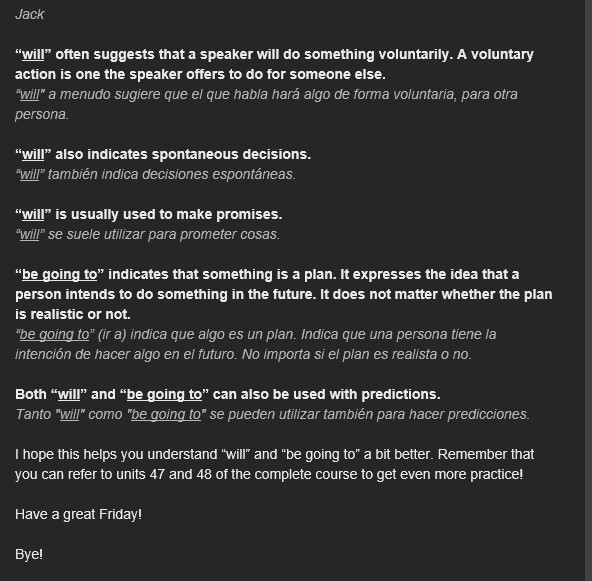 Jack
“will” often suggests that a speaker will do something voluntarily. A voluntary
action is one the speaker offers to do for someone else.
“will” a menudo sugiere que el que habla hará algo de forma voluntaria, para otra
persona.
“will” also indicates spontaneous decisions.
“will” también indica decisiones espontáneas.
“will” is usually used to make promises.
“will” se suele utilizar para prometer cosas.
“be going to” indicates that something is a plan. It expresses the idea that a
person intends to do something in the future. It does not matter whether the plan
is realistic or not.
“be going to” (ir a) indica que algo es un plan. Indica que una persona tiene la
intención de hacer algo en el futuro. No importa si el plan es realista o no.
Both “will” and “be going to” can also be used with predictions.
Tanto "will" como "be going to" se pueden utilizar también para hacer predicciones.
I hope this helps you understand “will” and “be going to” a bit better. Remember that
you can refer to units 47 and 48 of the complete course to get even more practice!
Have a great Friday!
Bye!